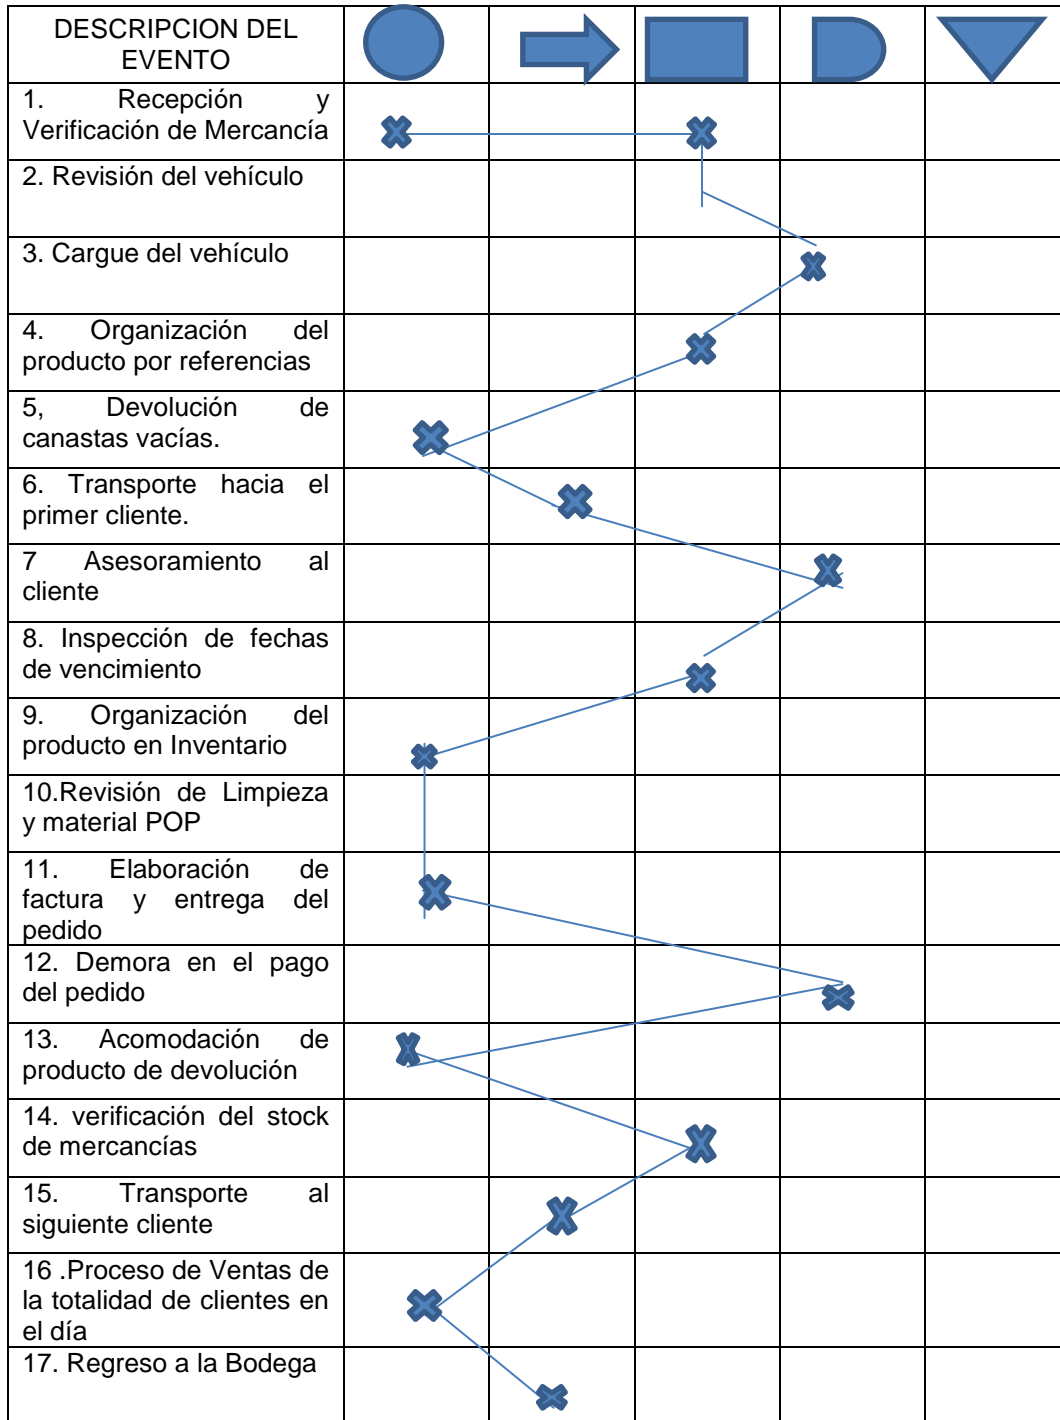 DESCRIPCION DEL
EVENTO
1. Recepción y
Verificación de Mercancía
2. Revisión del vehículo
3. Cargue del vehículo
4. Organización del
producto por referencias
5, Devolución de
canastas vacías.
6. Transporte hacia el
primer cliente.
7 Asesoramiento al
cliente
8. Inspección de fechas
de vencimiento
9. Organización del
producto en Inventario
10.Revisión de Limpieza
y material POP
11. Elaboración de
factura y entrega del
pedido
12. Demora en el pago
del pedido
13. Acomodación de
producto de devolución
14. verificación del stock
de mercancías
15. Transporte al
siguiente cliente
16 .Proceso de Ventas de
la totalidad de clientes en
el día
17. Regreso a la Bodega